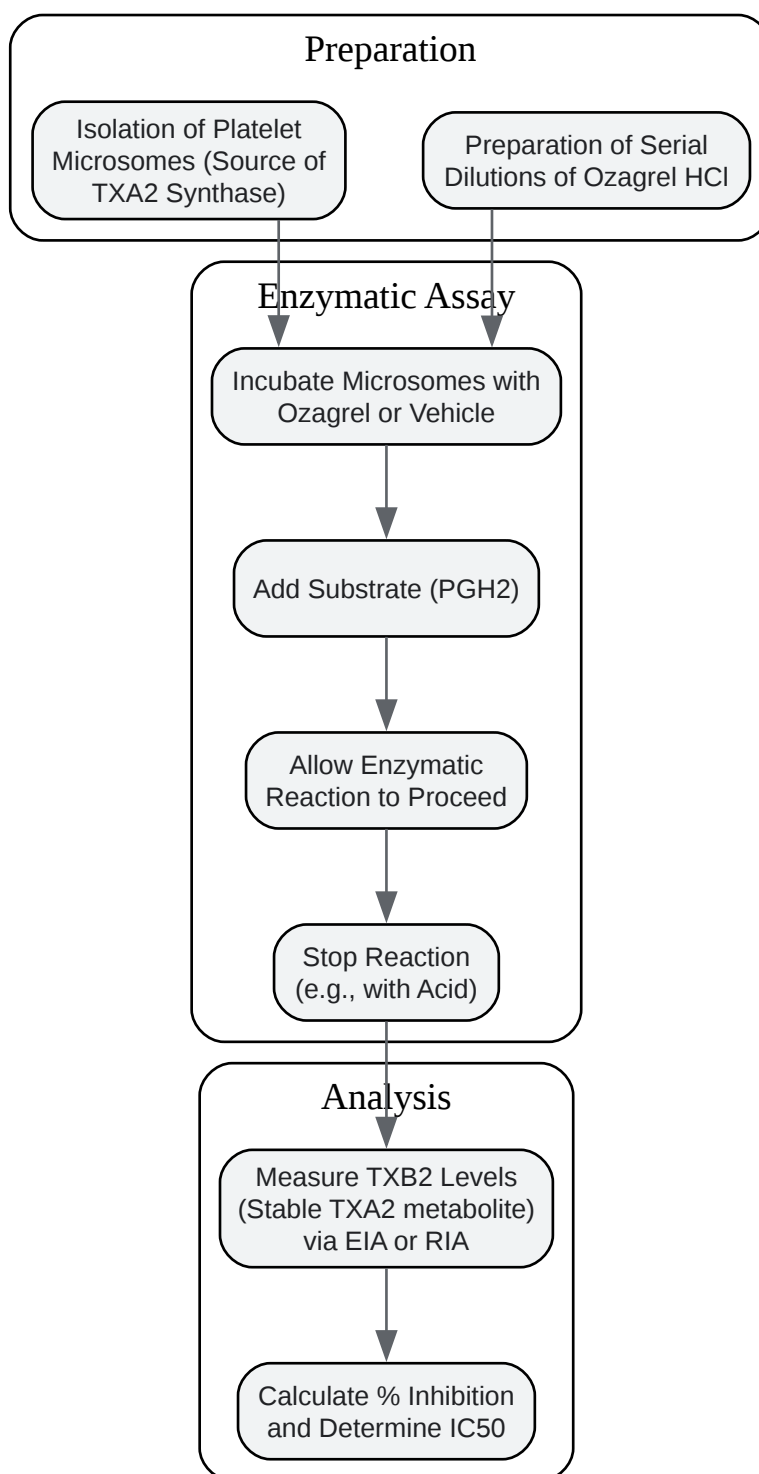 Preparation
Isolation of Platelet
Microsomes (Source of
TXA2 Synthase)
Preparation of Serial
Dilutions of Ozagrel HCl
Enzymatic Assay
Incubate Microsomes with
Ozagrel or Vehicle
Add Substrate (PGH2)
Allow Enzymatic
Reaction to Proceed
Stop Reaction
(e.g., with Acid)
Analysis
Measure TXB2 Levels
(Stable TXA2 metabolite)
via EIA or RIA
Calculate % Inhibition
and Determine IC50